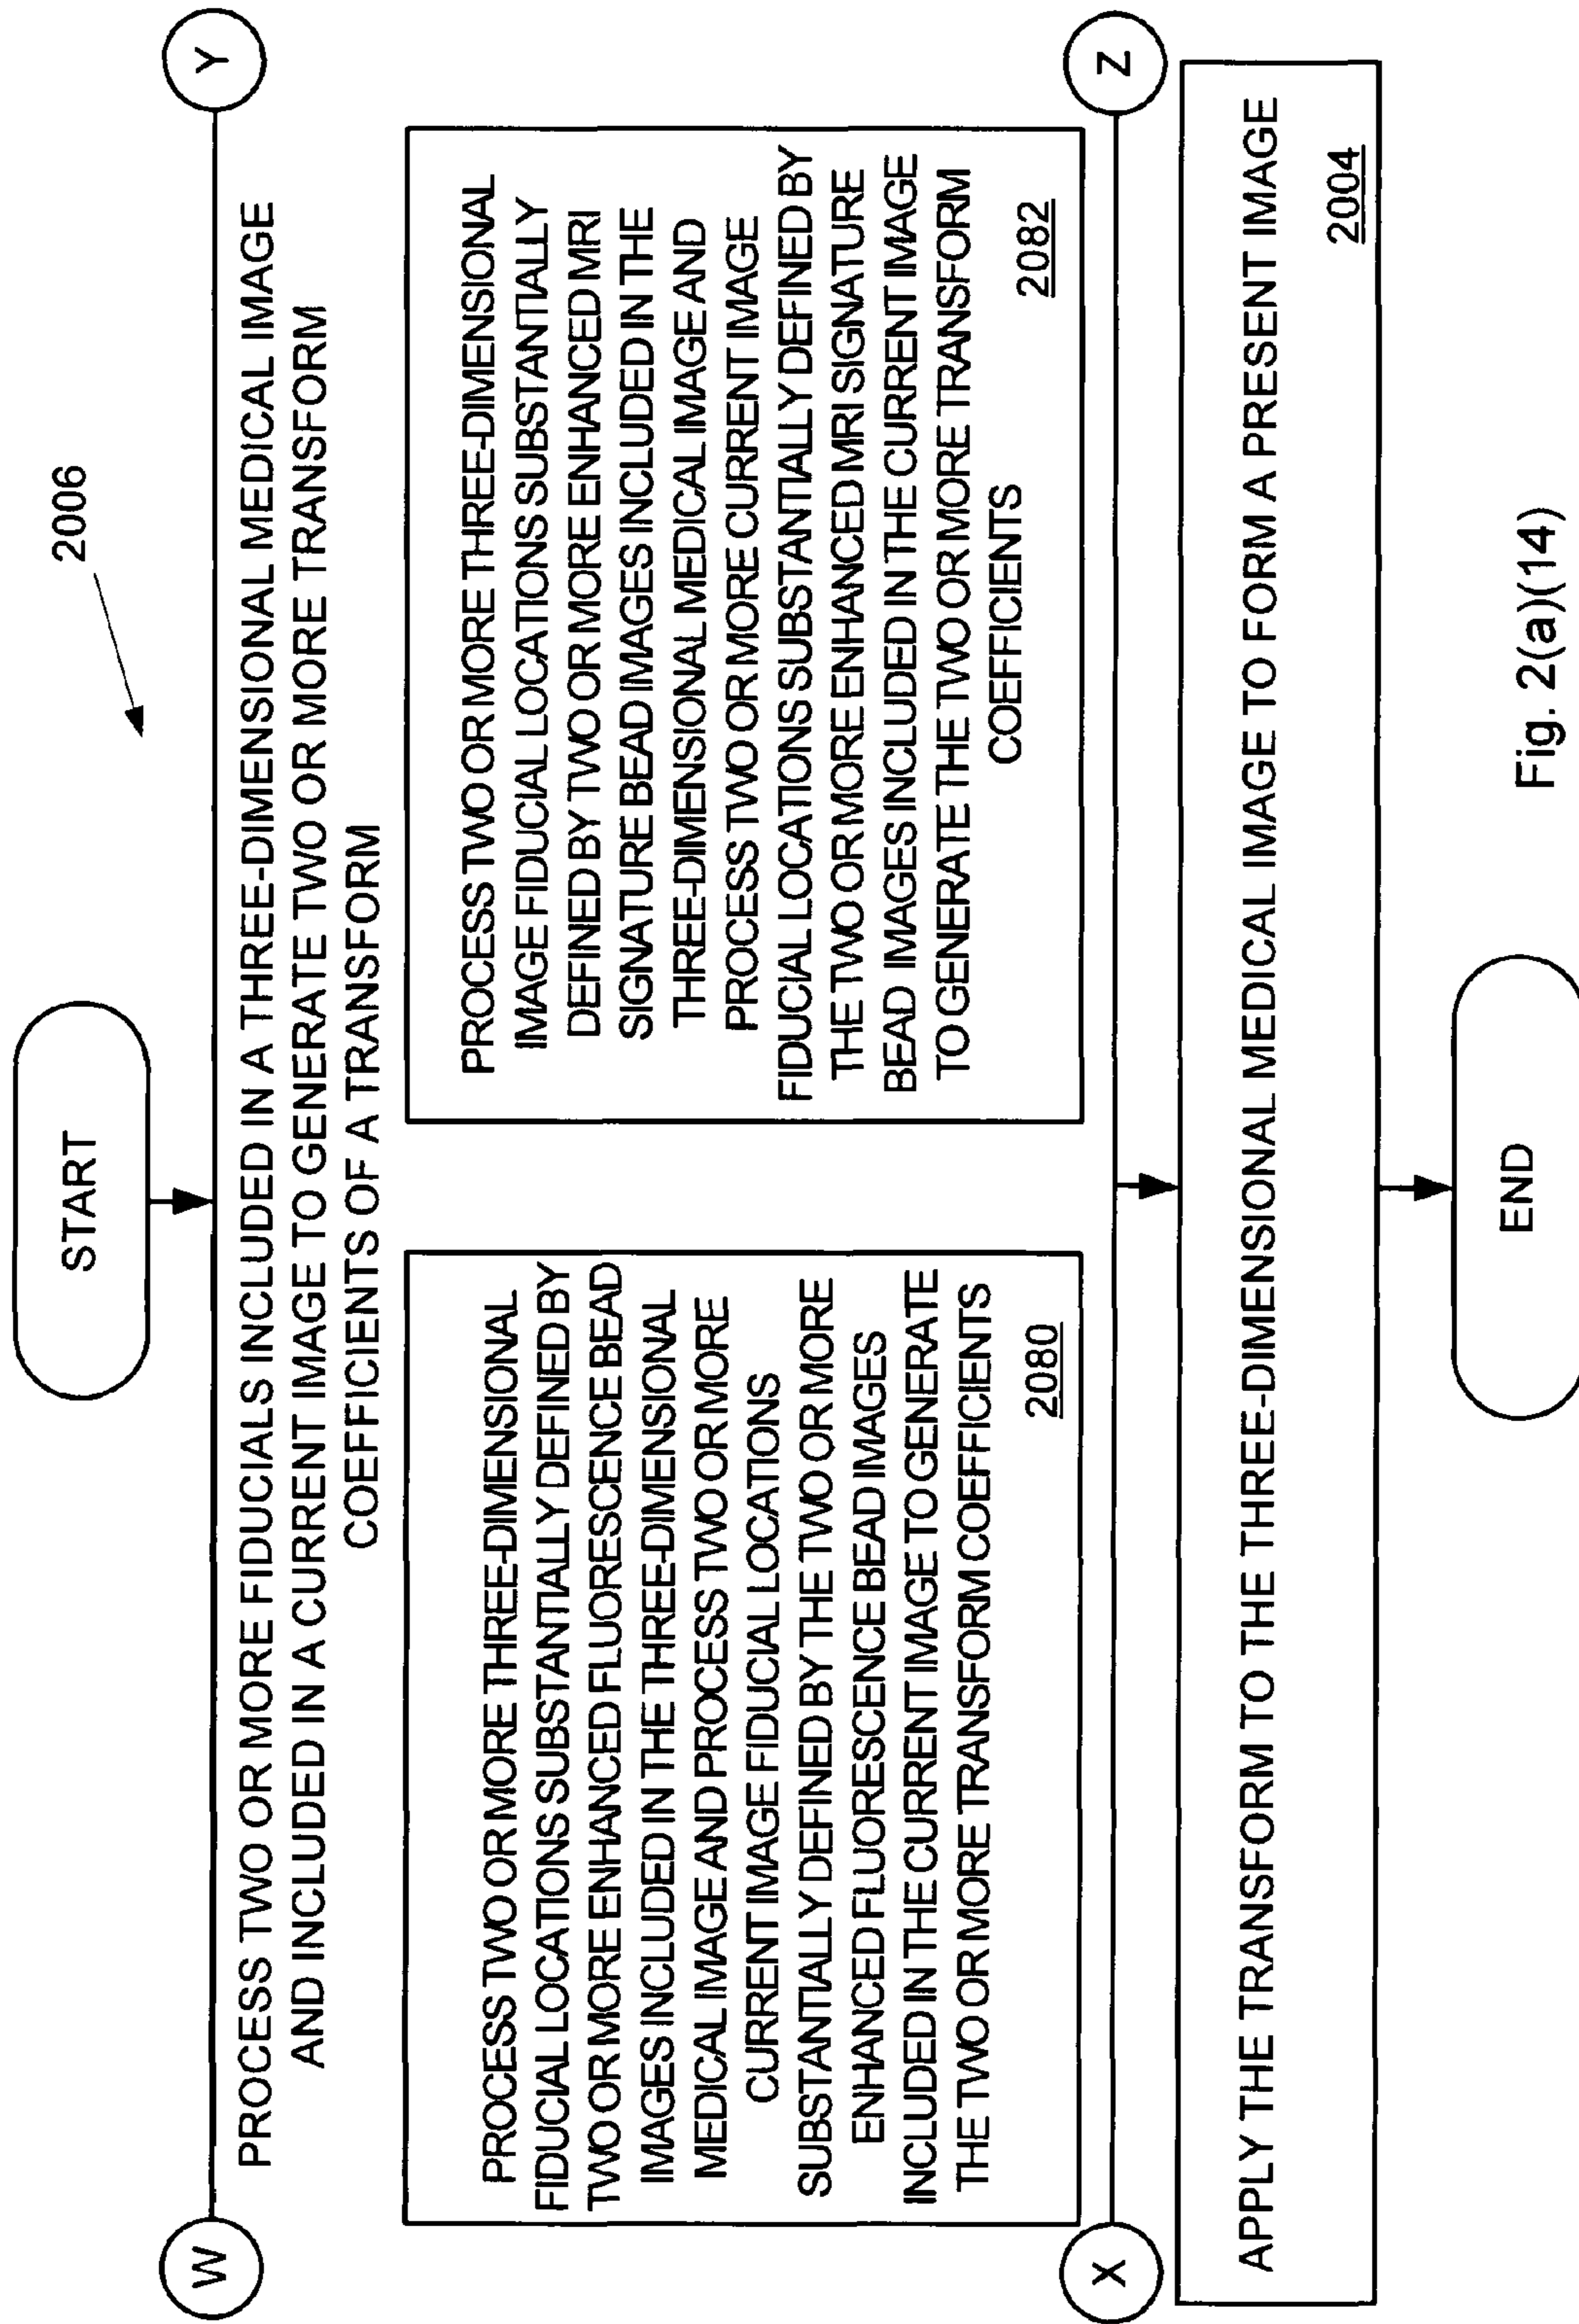 2006
START
W
Y
PROCESS TWO OR MORE FIDUCIALS INCLUDED IN A THREE-DIMENSIONAL MEDICAL IMAGE
AND INCLUDED IN A CURRENT IMAGE TO GENERATE TWO OR MORE TRANSFORM
COEFFICIENTS OF A TRANSFORM
PROCESS TWO OR MORE THREE-DIMENSIONAL
FIDUCIAL LOCATIONS SUBSTANTIALLY DEFINED BY
TWO OR MORE ENHANCED FLUORESCENCE BEAD
IMAGES INCLUDED IN THE THREE-DIMENSIONAL
MEDICAL IMAGE AND PROCESS TWO OR MORE
CURRENT IMAGE FIDUCIAL LOCATIONS
SUBSTANTIALLY DEFINED BY THE TWO OR MORE
ENHANCED FLUORESCENCE BEAD IMAGES
INCLUDED IN THE CURRENT IMAGE TO GENERATE
THE TWO OR MORE TRANSFORM COEFFICIENTS
2080
PROCESS TWO OR MORE THREE-DIMENSIONAL
IMAGE FIDUCIAL LOCATIONS SUBSTANTIALLY
DEFINED BY TWO OR MORE ENHANCED MRI
SIGNATURE BEAD IMAGES INCLUDED IN THE
THREE-DIMENSIONAL MEDICAL IMAGE AND
PROCESS TWO OR MORE CURRENT IMAGE
FIDUCIAL LOCATIONS SUBSTANTIALLY DEFINED BY
THE TWO OR MORE ENHANCED MRI SIGNATURE
BEAD IMAGES INCLUDED IN THE CURRENT IMAGE
TO GENERATE THE TWO OR MORE TRANSFORM
COEFFICIENTS
2082
X
Z
APPLY THE TRANSFORM TO THE THREE-DIMENSIONAL MEDICAL IMAGE TO FORM A PRESENT IMAGE
2004
END
Fig. 2(a)(14)